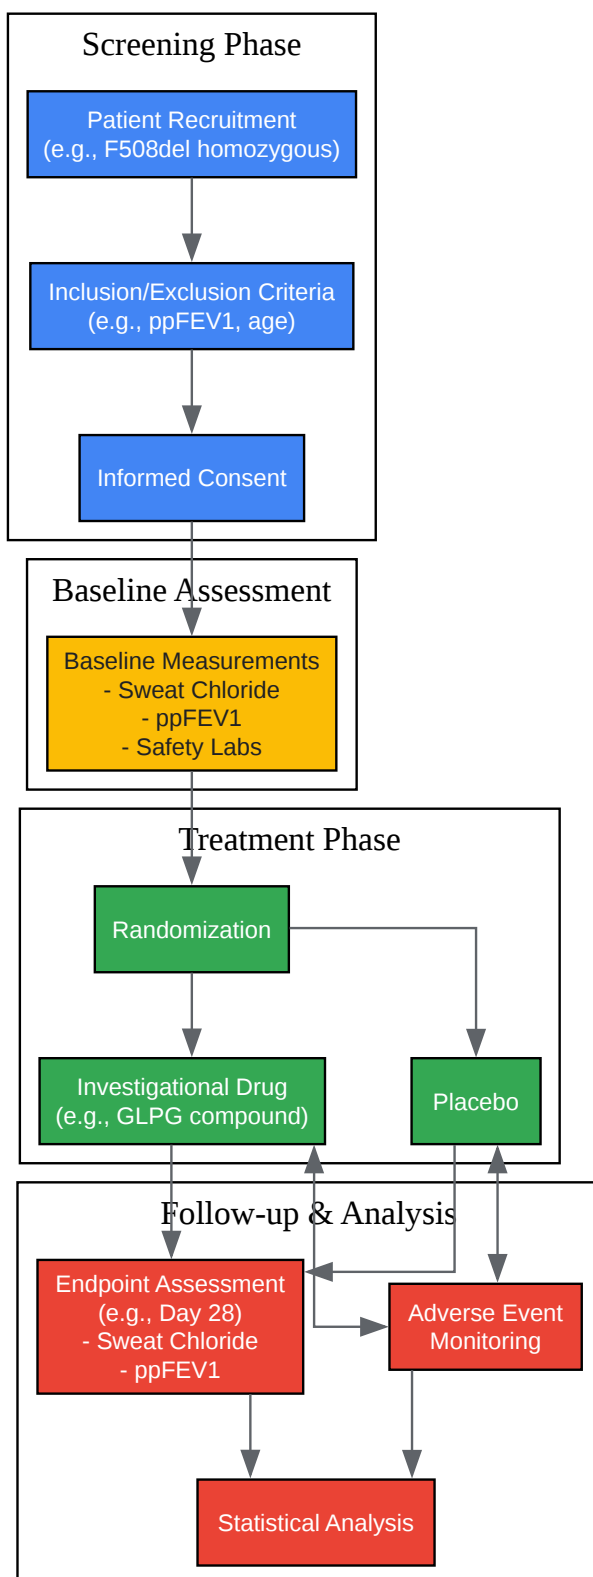 Screening Phase
Patient Recruitment
(e.g., F508del homozygous)
Inclusion/Exclusion Criteria
(e.g., ppFEV1, age)
Informed Consent
Baseline Assessment
Baseline Measurements
- Sweat Chloride
- ppFEV1
- Safety Labs
Treatment Phase
Randomization
Investigational Drug
(e.g., GLPG compound)
Placebo
Follow-up & Analysis
Endpoint Assessment
(e.g., Day 28)
- Sweat Chloride
- ppFEV1
Adverse Event
Monitoring
Statistical Analysis